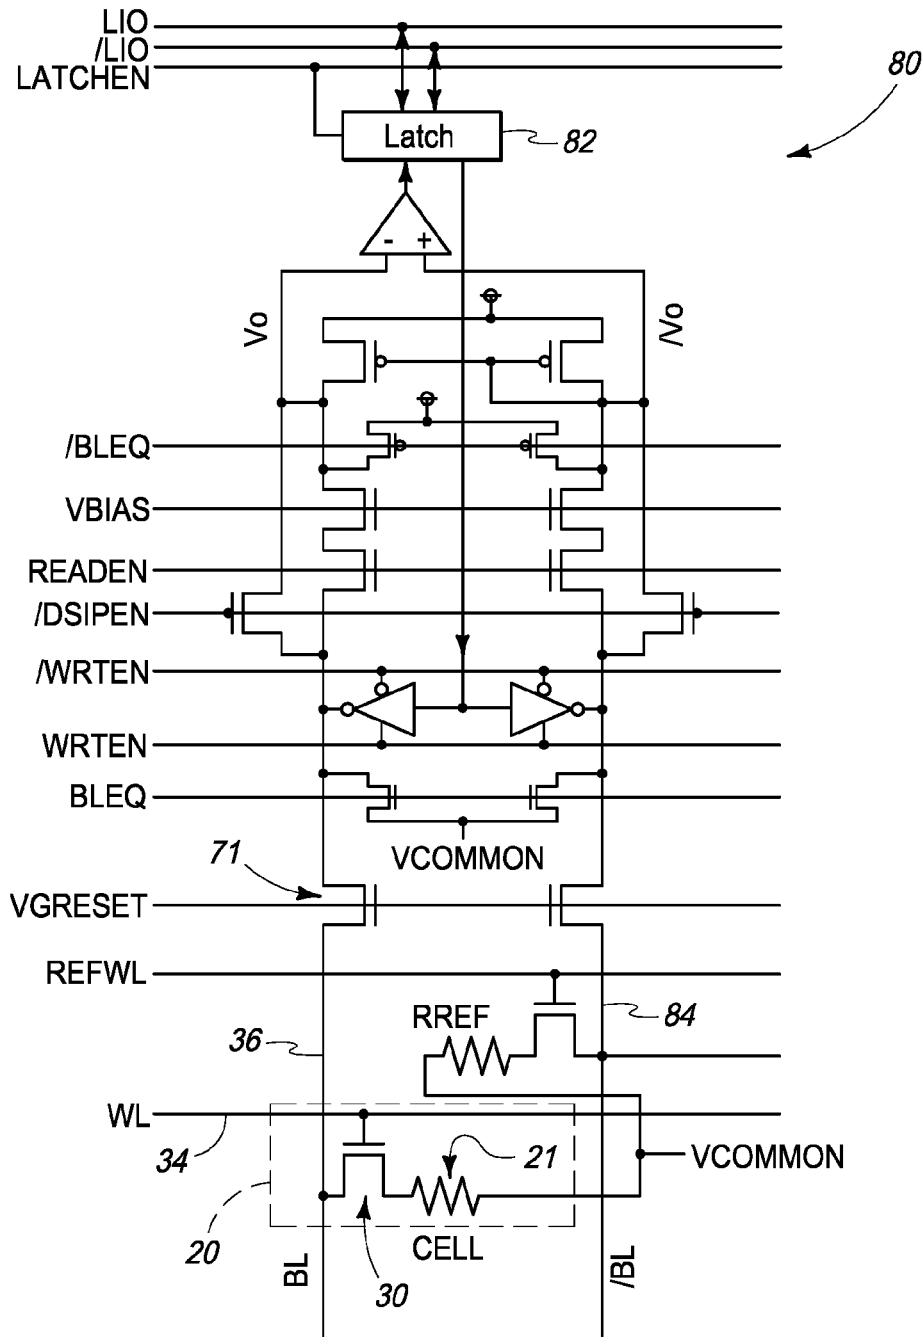 LIO
/LIO
LATCHEN
80
Latch
82
- +
Vo
/Vo
/BLEQ
VBIAS
READEN
/DSIPEN
/WRTEN
WRTEN
BLEQ
VCOMMON
71
VGRESET
REFWL
RREF
84
36
WL
34
21
VCOMMON
20
CELL
30
BL
/BL